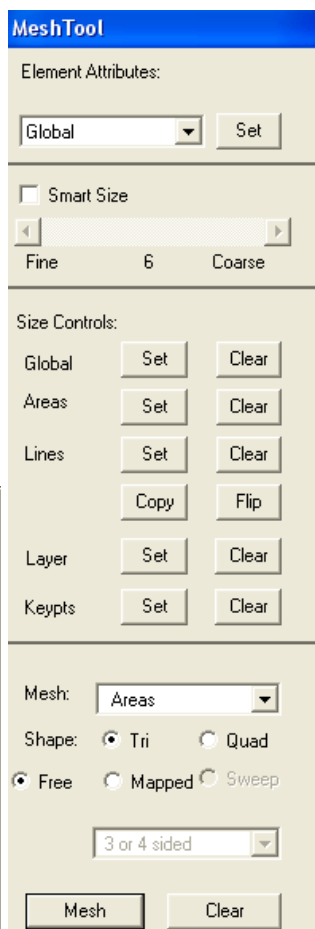 MeshTool
Element Attributes:
Global Set
Smart Size
Fine 6 Coarse
Size Controls:
Global Set Clear
Areas Set Clear
Lines Set Clear
Copy Flip
Layer Set Clear
Keypts Set Clear
Mesh: Areas
Shape: Tri Quad
Free Mapped Sweep
3 or 4 sided
Mesh Clear